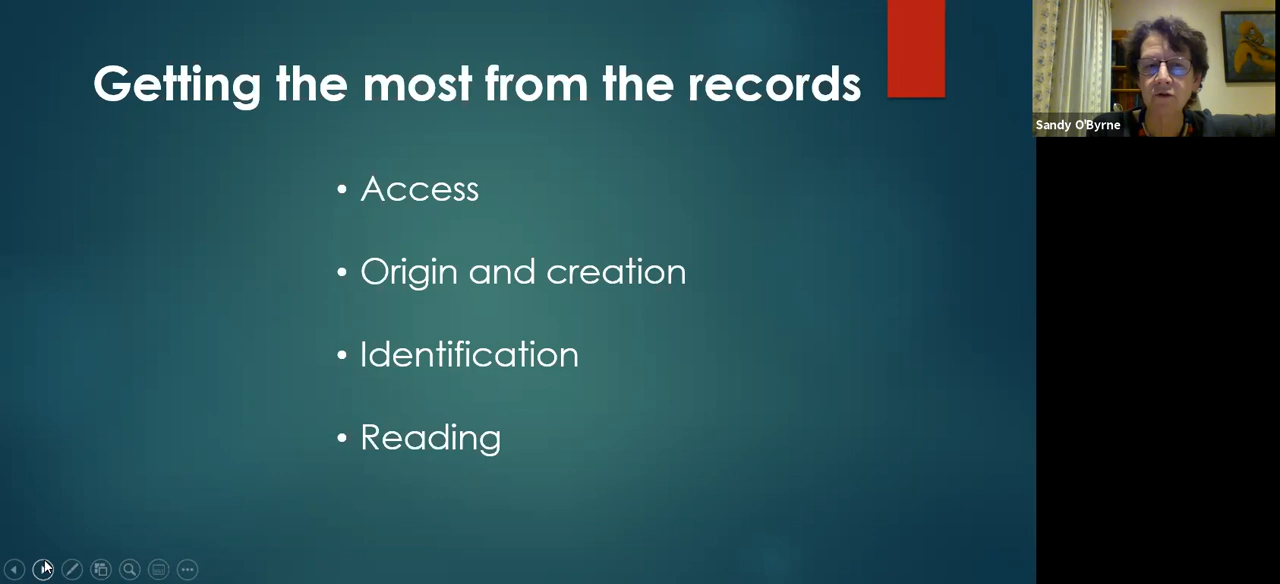 Getting the most from the records
• Access
• Origin and creation
• Identification
• Reading
Sandy O'Byrne